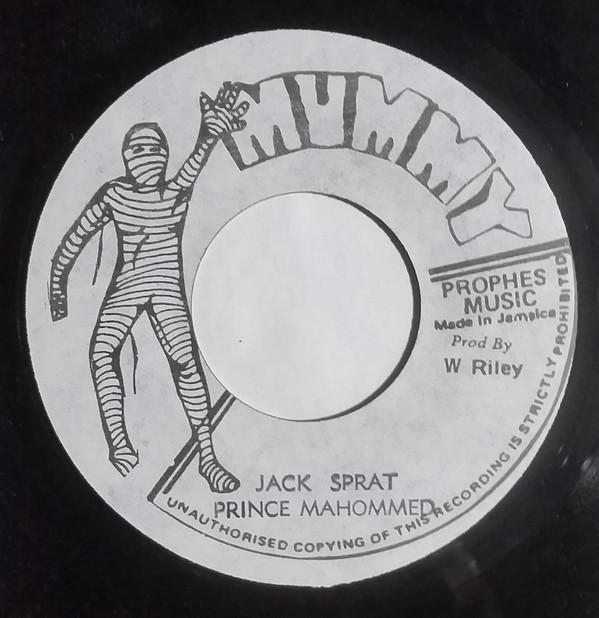 MUMMY
PROPHES
MUSIC
Made In Jamaica
Prod By
W Riley
JACK SPRAT
PRINCE MAHOMMED
UNAUTHORISED COPYING OF THIS RECORDING IS STRICTLY PROHIBITED